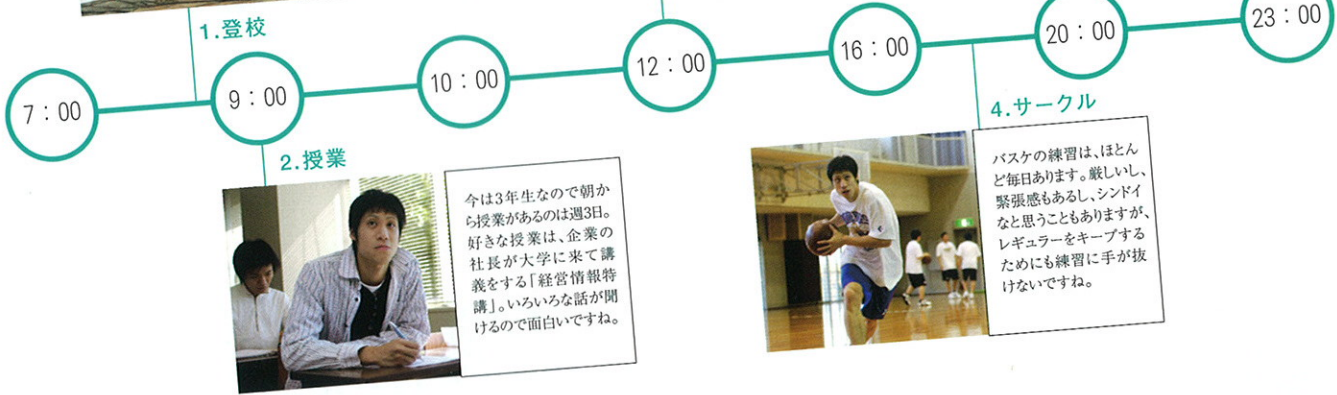 1.登校
7：00
9：00
10：00
12：00
16：00
20：00
23：00
2.授業
今は3年生なので朝か
ら授業があるのは週3日。
好きな授業は、企業の
社長が大学に来て講
義をする「経営情報特
講」。いろいろな話が聞
けるので面白いですね。
4.サークル
バスケの練習は、ほとん
ど毎日あります。厳しいし、
緊張感もあるし、シンドイ
なと思うこともありますが、
レギュラーをキープする
ためにも練習に手が抜
けないですね。